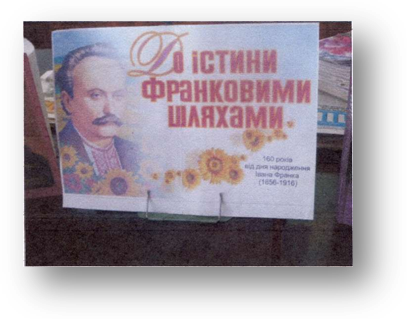 До істини
Франковими
шляхами
160 років
від дня народження
Івана Франка
(1856-1916)